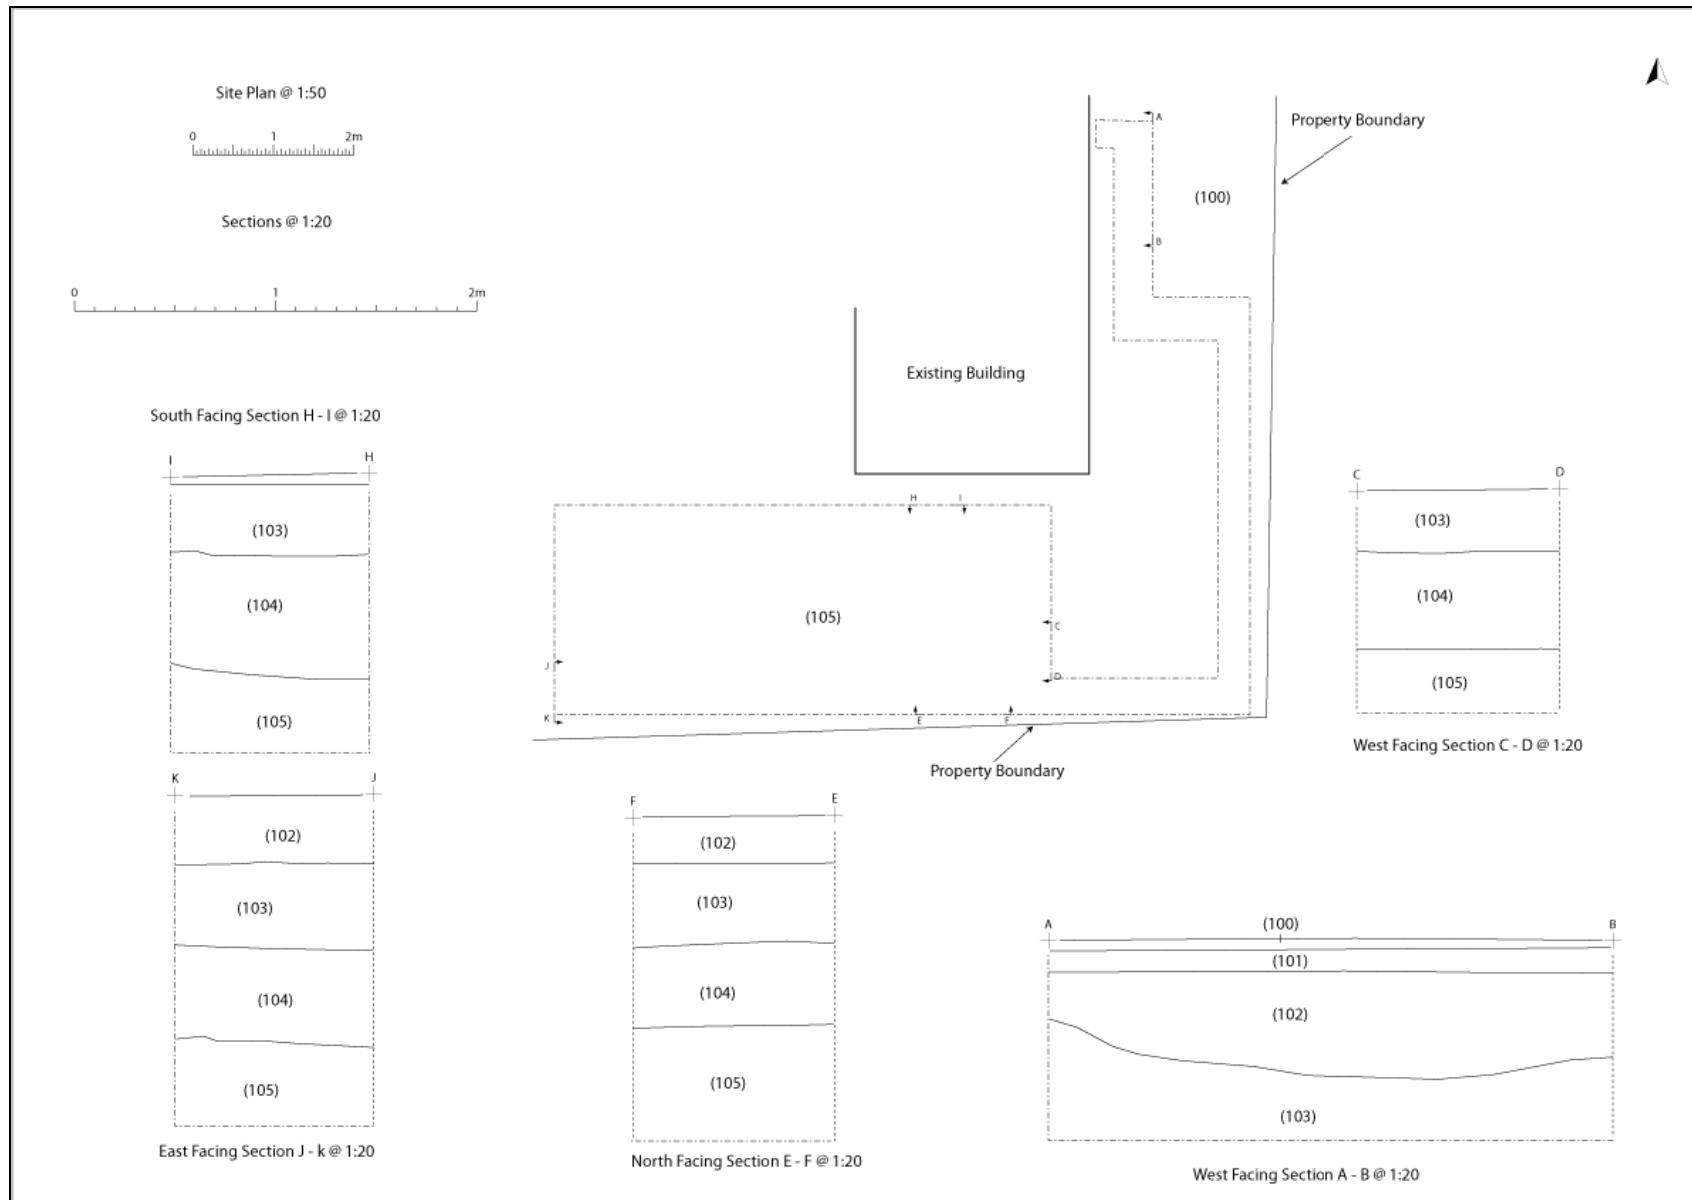 Site Plan @ 1:50
0 1 2m
Sections @ 1:20
0 1 2m
Property Boundary
A
(100)
B
Existing Building
H I
(105)
C
J
D
K
E F
Property Boundary
South Facing Section H - I @ 1:20
I H
(103)
(104)
(105)
C D
(103)
(104)
(105)
West Facing Section C - D @ 1:20
K J
(102)
(103)
(104)
(105)
East Facing Section J - k @ 1:20
F E
(102)
(103)
(104)
(105)
North Facing Section E - F @ 1:20
A (100) B
(101)
(102)
(103)
West Facing Section A - B @ 1:20